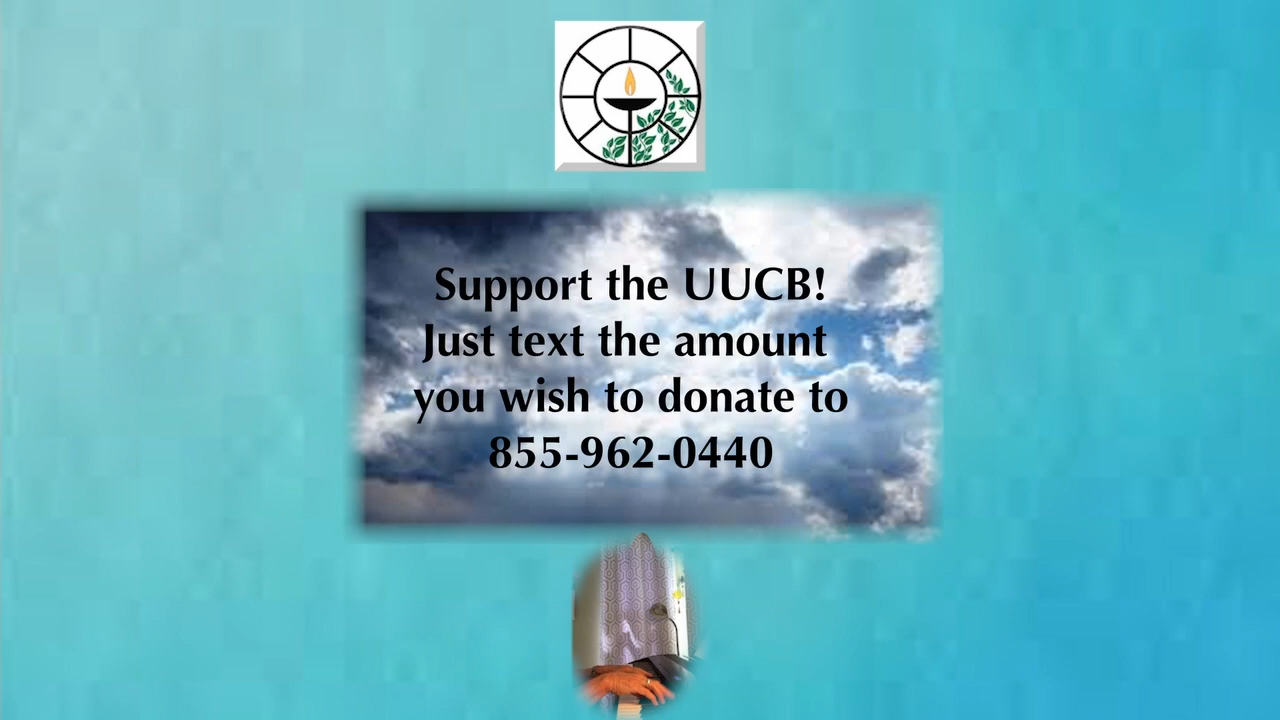 Support the UUCB!
Just text the amount
you wish to donate to
855-962-0440